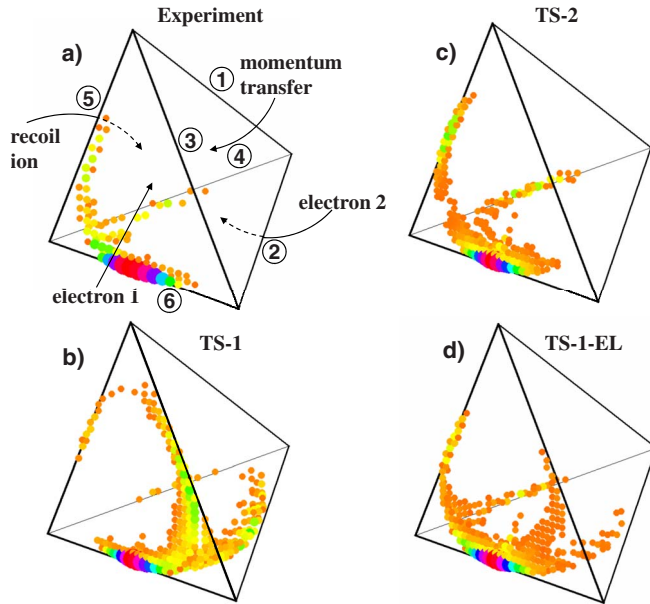 Experiment
TS-2
a)
c)
①
momentum
transfer
⑤
③
④
recoil
ion
electron 2
②
electron 1
⑥
TS-1
TS-1-EL
b)
d)